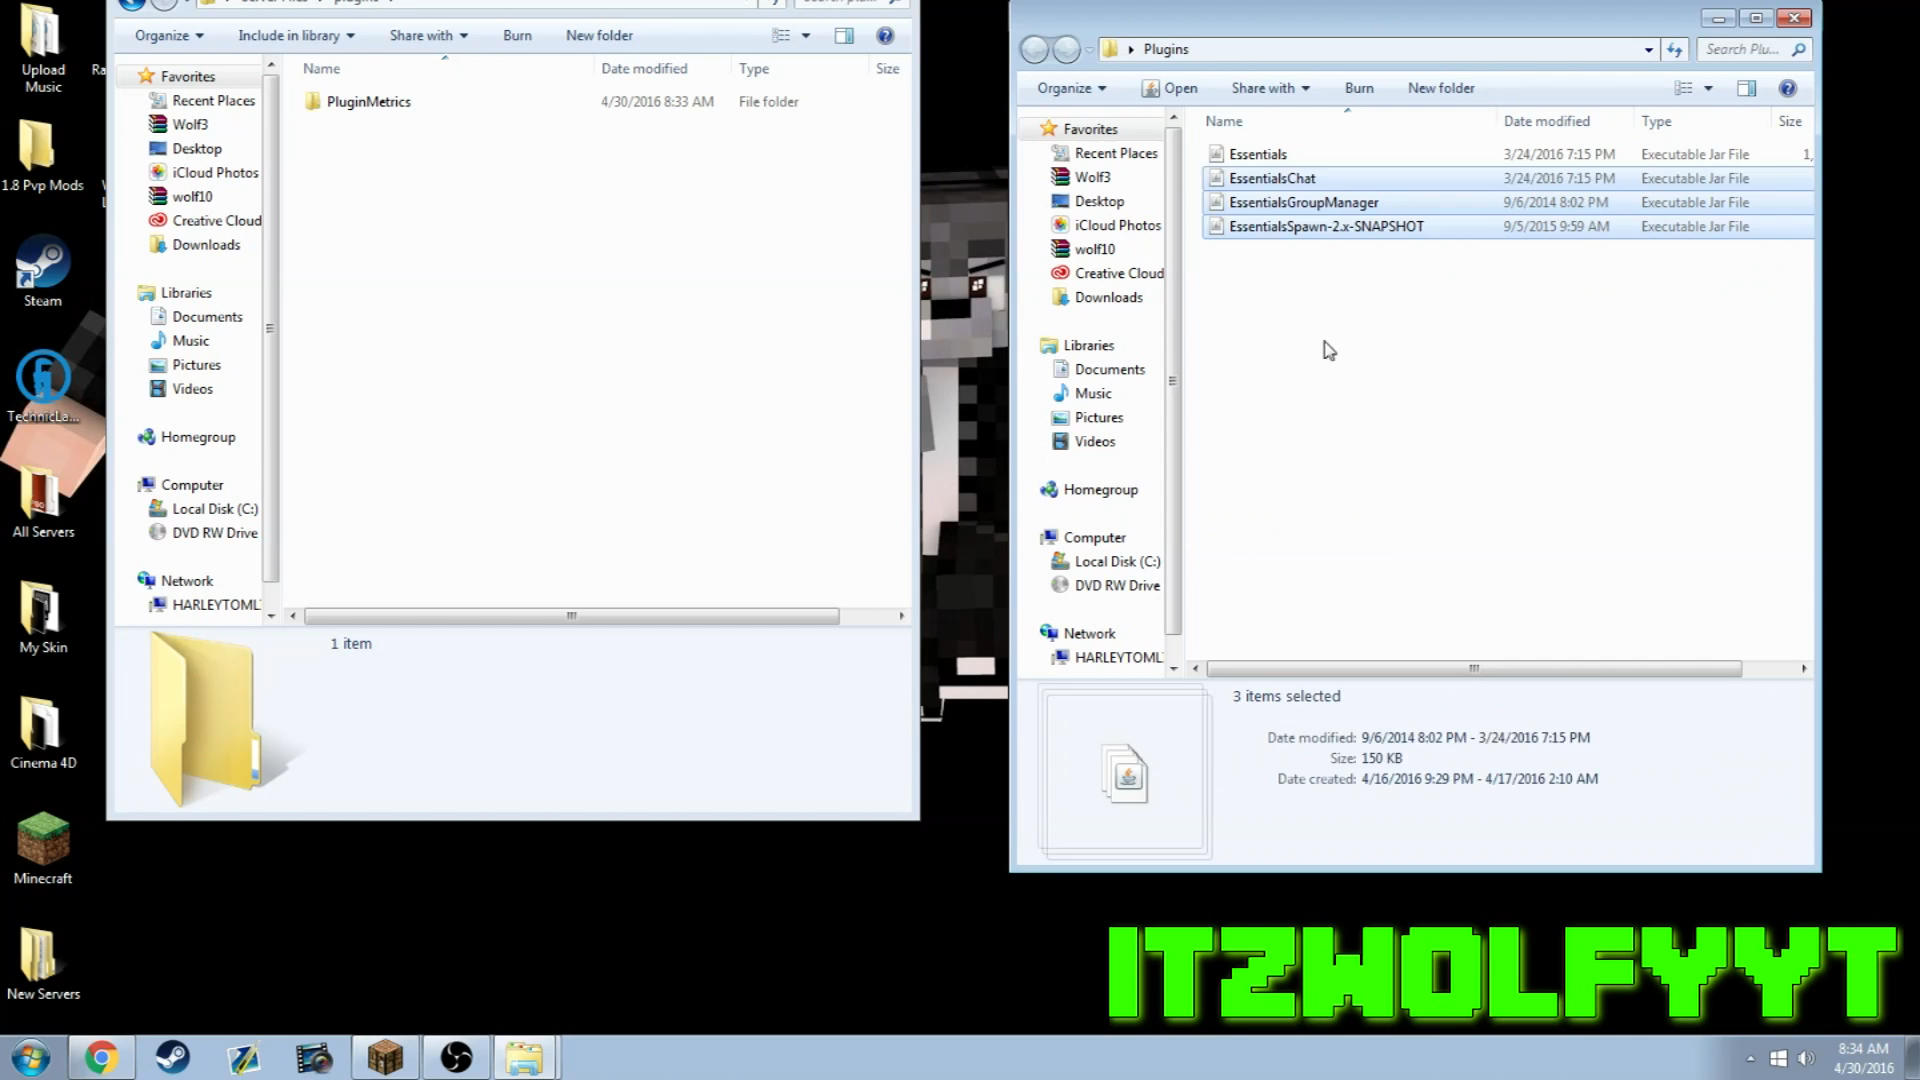 Upload
Music
1.8 Pvp Mods
Steam
TechnicLa...
All Servers
My Skin
Cinema 4D
Minecraft
New Servers
Organize
Include in library
Share with
Burn
New folder
Name
Date modified
Type
Size
PluginMetrics
4/30/2016 8:33 AM
File folder
Favorites
Recent Places
Wolf3
Desktop
iCloud Photos
wolf10
Creative Cloud
Downloads
Libraries
Documents
Music
Pictures
Videos
Homegroup
Computer
Local Disk (C:)
DVD RW Drive
Network
HARLEYTOML
1 item
Plugins
Search Plu...
Organize
Open
Share with
Burn
New folder
Name
Date modified
Type
Size
Essentials 3/24/2016 7:15 PM Executable Jar File 1,
EssentialsChat 3/24/2016 7:15 PM Executable Jar File
EssentialsGroupManager 9/6/2014 8:02 PM Executable Jar File
EssentialsSpawn-2.x-SNAPSHOT 9/5/2015 9:59 AM Executable Jar File
Favorites
Recent Places
Wolf3
Desktop
iCloud Photos
wolf10
Creative Cloud
Downloads
Libraries
Documents
Music
Pictures
Videos
Homegroup
Computer
Local Disk (C:)
DVD RW Drive
Network
HARLEYTOML
3 items selected
Date modified: 9/6/2014 8:02 PM - 3/24/2016 7:15 PM
Size: 150 KB
Date created: 4/16/2016 9:29 PM - 4/17/2016 2:10 AM
ITZWOLFYYT
8:34 AM
4/30/2016